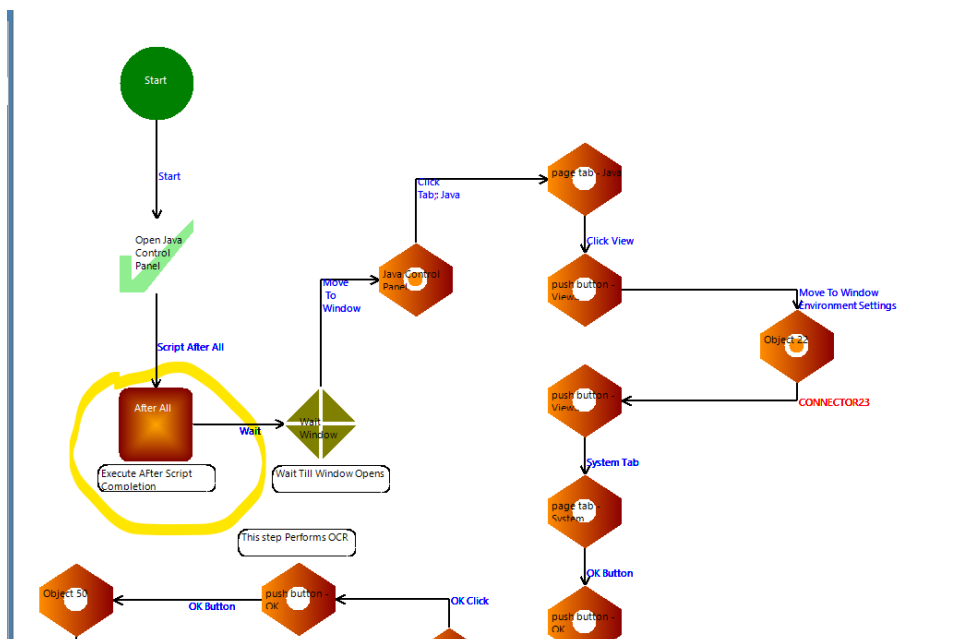 Start
Start
Open Java
Control
Panel
Script After All
After All
Execute AFter Script
Completion
Wait
Wait
Window
Wait Till Window Opens
Move
To
Window
Java Control
Panel
Click
Tab;: Java
page tab - Java
Click View
push button -
View
Move To Window
Environment Settings
Object 22
CONNECTOR23
push button -
View
System Tab
page tab -
System
OK Button
push button -
OK
This step Performs OCR
OK Click
push button -
OK
OK Button
Object 50